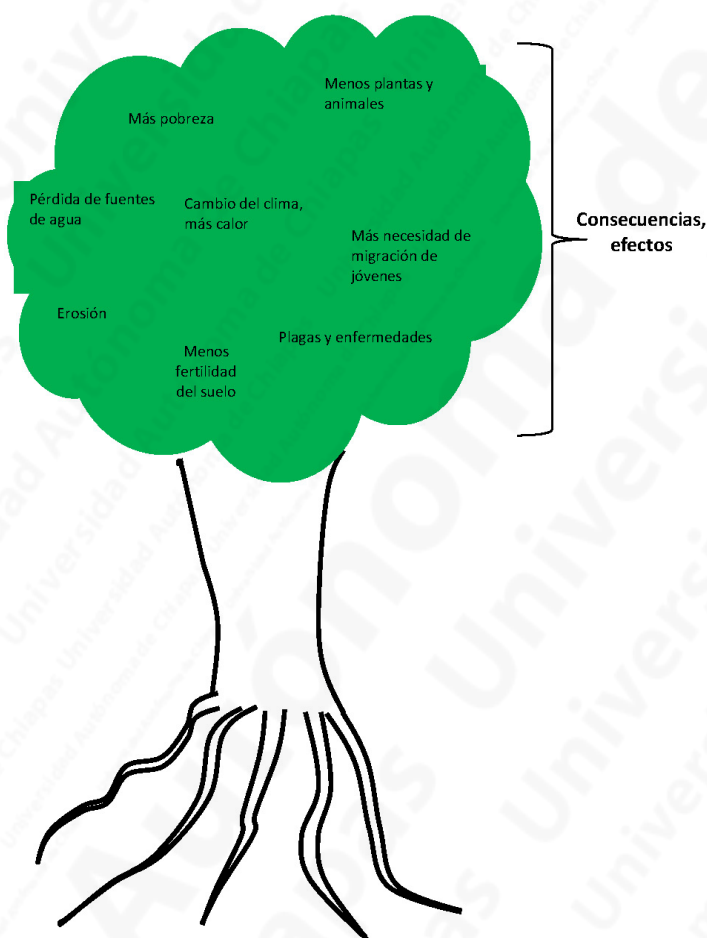 Menos plantas y
animales
Más pobreza
Pérdida de fuentes
de agua
Cambio del clima,
más calor
Más necesidad de
migración de
jóvenes
Consecuencias,
efectos
Erosión
Plagas y enfermedades
Menos
fertilidad
del suelo